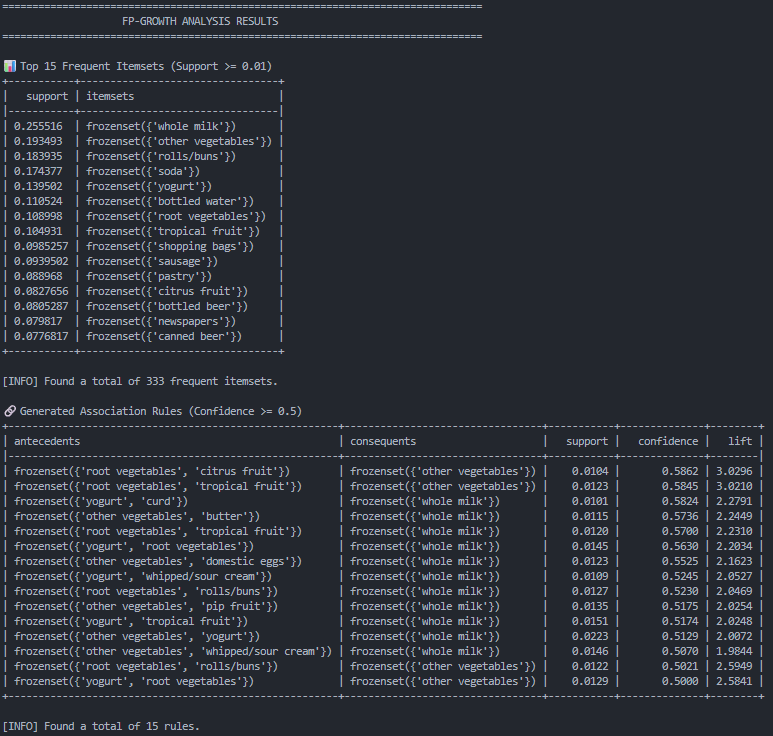 ================================================================================
FP-GROWTH ANALYSIS RESULTS
================================================================================
📊 Top 15 Frequent Itemsets (Support >= 0.01)
+-----------+--------------------------------+
|   support | itemsets                       |
|-----------+--------------------------------|
| 0.255516  | frozenset({'whole milk'})      |
| 0.193493  | frozenset({'other vegetables'}) |
| 0.183935  | frozenset({'rolls/buns'})      |
| 0.174377  | frozenset({'soda'})            |
| 0.139502  | frozenset({'yogurt'})          |
| 0.110524  | frozenset({'bottled water'})   |
| 0.108998  | frozenset({'root vegetables'}) |
| 0.104931  | frozenset({'tropical fruit'})  |
| 0.0985257 | frozenset({'shopping bags'})   |
| 0.0939502 | frozenset({'sausage'})         |
| 0.088968  | frozenset({'pastry'})          |
| 0.0827656 | frozenset({'citrus fruit'})    |
| 0.0805287 | frozenset({'bottled beer'})    |
| 0.079817  | frozenset({'newspapers'})      |
| 0.0776817 | frozenset({'canned beer'})     |
+-----------+--------------------------------+
[INFO] Found a total of 333 frequent itemsets.
🔗 Generated Association Rules (Confidence >= 0.5)
+-------------------------------------------------------+---------------------------------+-----------+--------------+--------+
| antecedents                                           | consequents                     |   support |   confidence |   lift |
|-------------------------------------------------------+---------------------------------+-----------+--------------+--------|
| frozenset({'root vegetables', 'citrus fruit'})        | frozenset({'other vegetables'}) |    0.0104 |       0.5862 | 3.0296 |
| frozenset({'root vegetables', 'tropical fruit'})      | frozenset({'other vegetables'}) |    0.0123 |       0.5845 | 3.0210 |
| frozenset({'yogurt', 'curd'})                         | frozenset({'whole milk'})       |    0.0101 |       0.5824 | 2.2791 |
| frozenset({'other vegetables', 'butter'})             | frozenset({'whole milk'})       |    0.0115 |       0.5736 | 2.2449 |
| frozenset({'root vegetables', 'tropical fruit'})      | frozenset({'whole milk'})       |    0.0120 |       0.5700 | 2.2310 |
| frozenset({'yogurt', 'root vegetables'})              | frozenset({'whole milk'})       |    0.0145 |       0.5630 | 2.2034 |
| frozenset({'other vegetables', 'domestic eggs'})      | frozenset({'whole milk'})       |    0.0123 |       0.5525 | 2.1623 |
| frozenset({'yogurt', 'whipped/sour cream'})           | frozenset({'whole milk'})       |    0.0109 |       0.5245 | 2.0527 |
| frozenset({'root vegetables', 'rolls/buns'})          | frozenset({'whole milk'})       |    0.0127 |       0.5230 | 2.0469 |
| frozenset({'other vegetables', 'pip fruit'})          | frozenset({'whole milk'})       |    0.0135 |       0.5175 | 2.0254 |
| frozenset({'yogurt', 'tropical fruit'})               | frozenset({'whole milk'})       |    0.0151 |       0.5174 | 2.0248 |
| frozenset({'other vegetables', 'yogurt'})             | frozenset({'whole milk'})       |    0.0223 |       0.5129 | 2.0072 |
| frozenset({'other vegetables', 'whipped/sour cream'}) | frozenset({'whole milk'})       |    0.0146 |       0.5070 | 1.9844 |
| frozenset({'root vegetables', 'rolls/buns'})          | frozenset({'other vegetables'}) |    0.0122 |       0.5021 | 2.5949 |
| frozenset({'yogurt', 'root vegetables'})              | frozenset({'other vegetables'}) |    0.0129 |       0.5000 | 2.5841 |
+-------------------------------------------------------+---------------------------------+-----------+--------------+--------+
[INFO] Found a total of 15 rules.